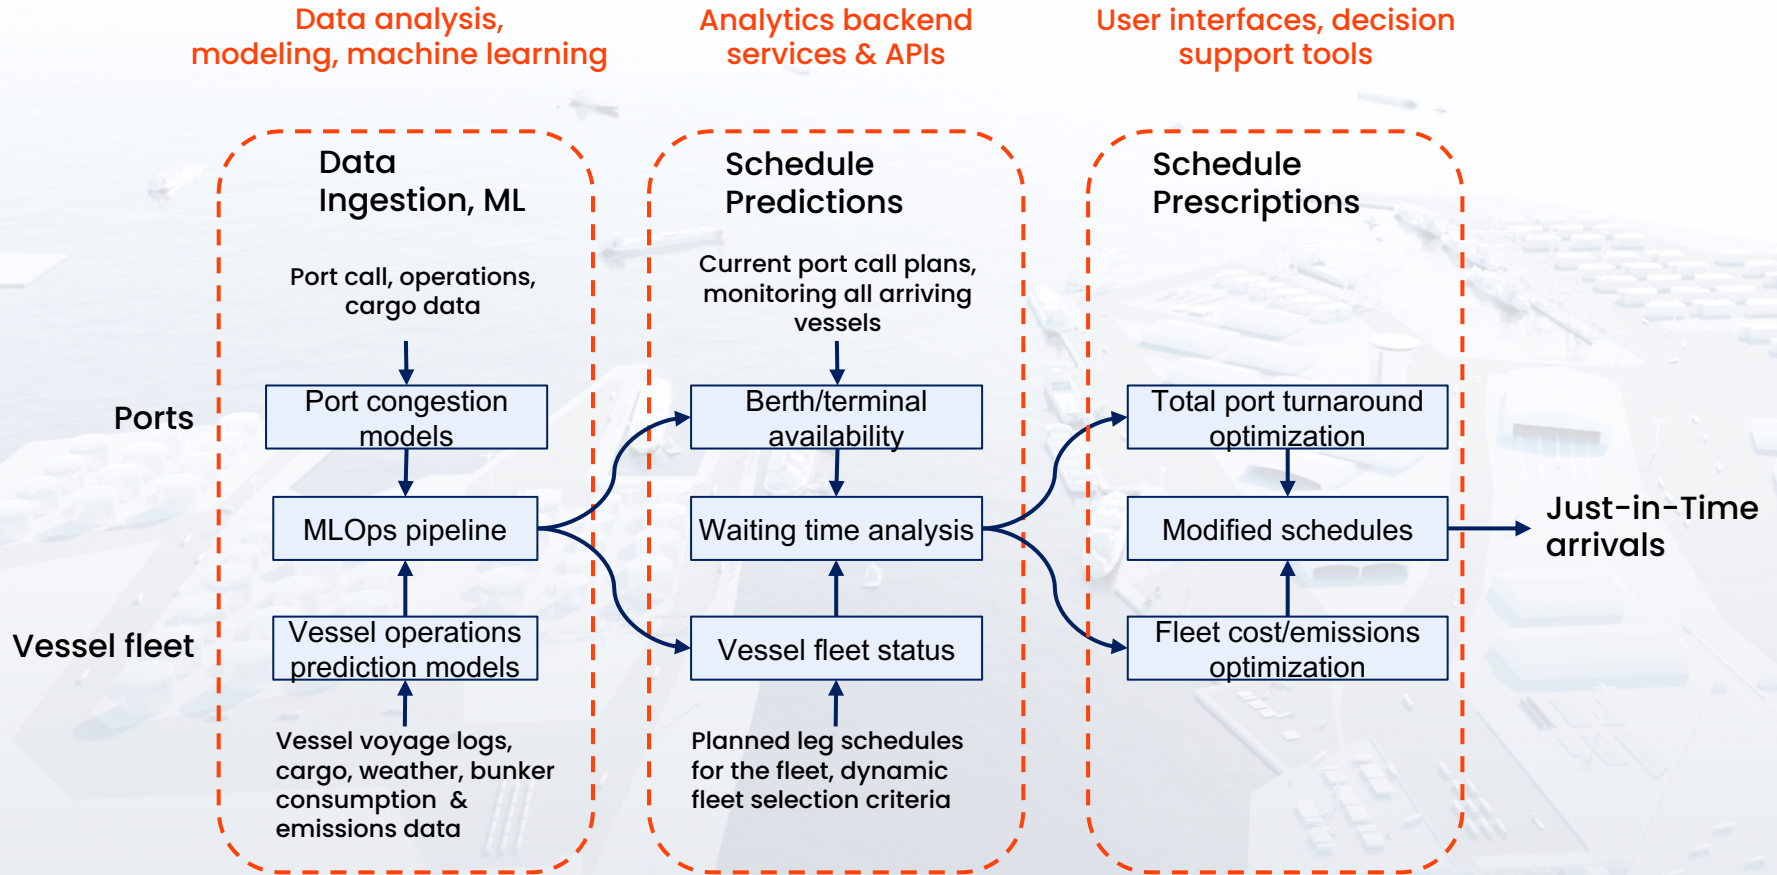 Data analysis,
modeling, machine learning
Analytics backend
services & APIs
User interfaces, decision
support tools
Data
Ingestion, ML
Schedule
Predictions
Schedule
Prescriptions
Port call, operations,
cargo data
Current port call plans,
monitoring all arriving
vessels
Ports
Port congestion
models
Berth/terminal
availability
Total port turnaround
optimization
MLOps pipeline
Waiting time analysis
Modified schedules
Just-in-Time
arrivals
Vessel fleet
Vessel operations
prediction models
Vessel fleet status
Fleet cost/emissions
optimization
Vessel voyage logs,
cargo, weather, bunker
consumption &
emissions data
Planned leg schedules
for the fleet, dynamic
fleet selection criteria